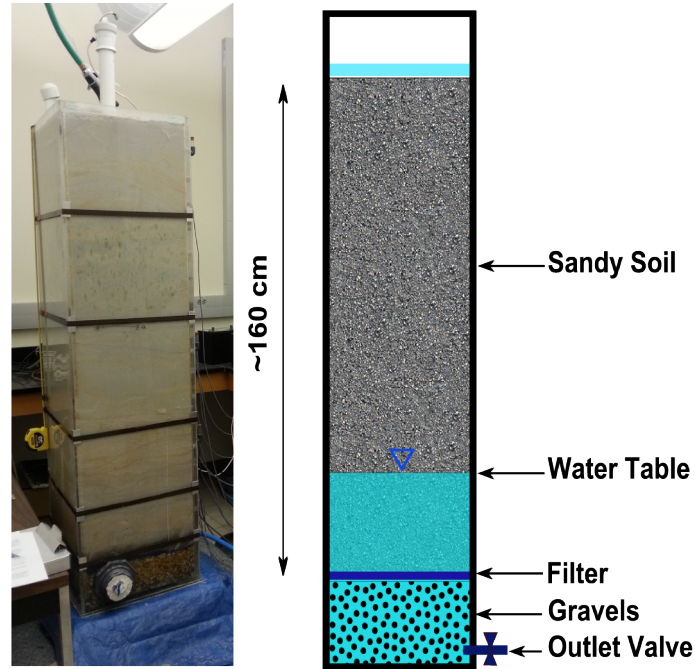 ~160 cm
Sandy Soil
Water Table
Filter
Gravels
Outlet Valve